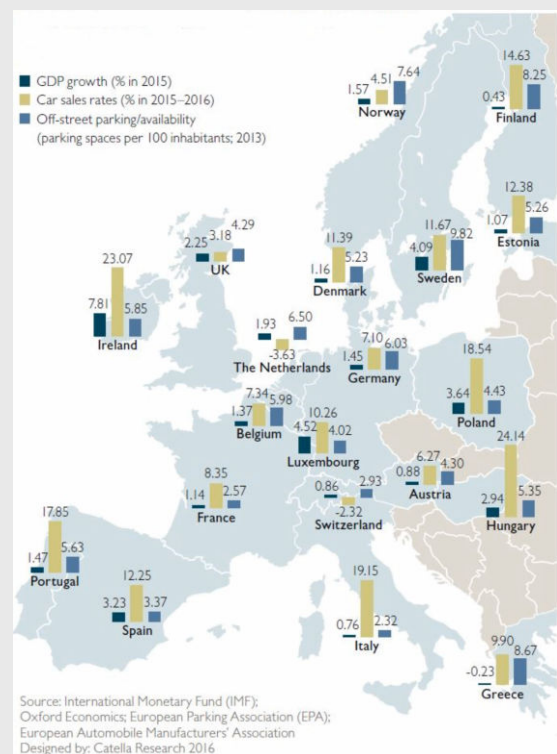 GDP growth (% in 2015)
Car sales rates (% in 2015–2016)
Off-street parking/availability
(parking spaces per 100 inhabitants; 2013)
1.57 4.51 7.64
Norway
0.43 14.63 8.25
Finland
1.07 12.38 5.26
Estonia
4.09 11.67 9.82
Sweden
1.16 11.39 5.23
Denmark
2.25 3.18 4.29
UK
7.81 23.07 5.85
Ireland
1.93 -3.63 6.50
The Netherlands
1.45 7.10 6.03
Germany
3.64 18.54 4.43
Poland
1.37 7.34 5.98
Belgium
4.52 10.26 4.02
Luxembourg
0.88 6.27 4.30
Austria
2.94 24.14 5.35
Hungary
1.14 8.35 2.57
France
0.86 -2.32 2.93
Switzerland
1.47 17.85 5.63
Portugal
3.23 12.25 3.37
Spain
0.76 19.15 2.32
Italy
-0.23 9.90 8.67
Greece
Source: International Monetary Fund (IMF);
Oxford Economics; European Parking Association (EPA);
European Automobile Manufacturers' Association
Designed by: Catella Research 2016